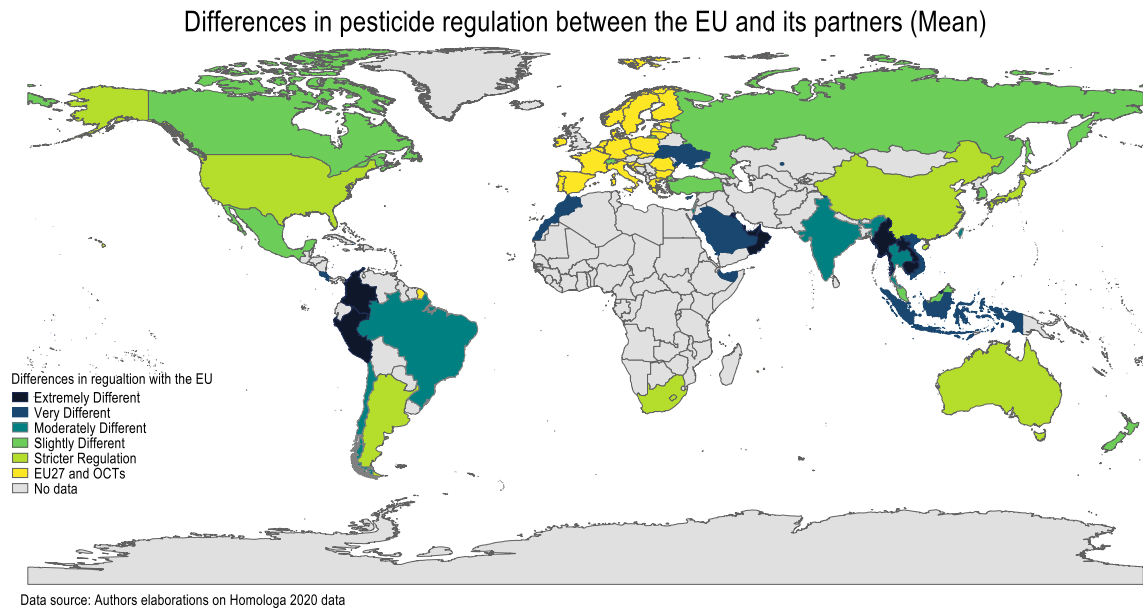 Differences in pesticide regulation between the EU and its partners (Mean)
Differences in regualtion with the EU
Extremely Different
Very Different
Moderately Different
Slightly Different
Stricter Regulation
EU27 and OCTs
No data
Data source: Authors elaborations on Homologa 2020 data